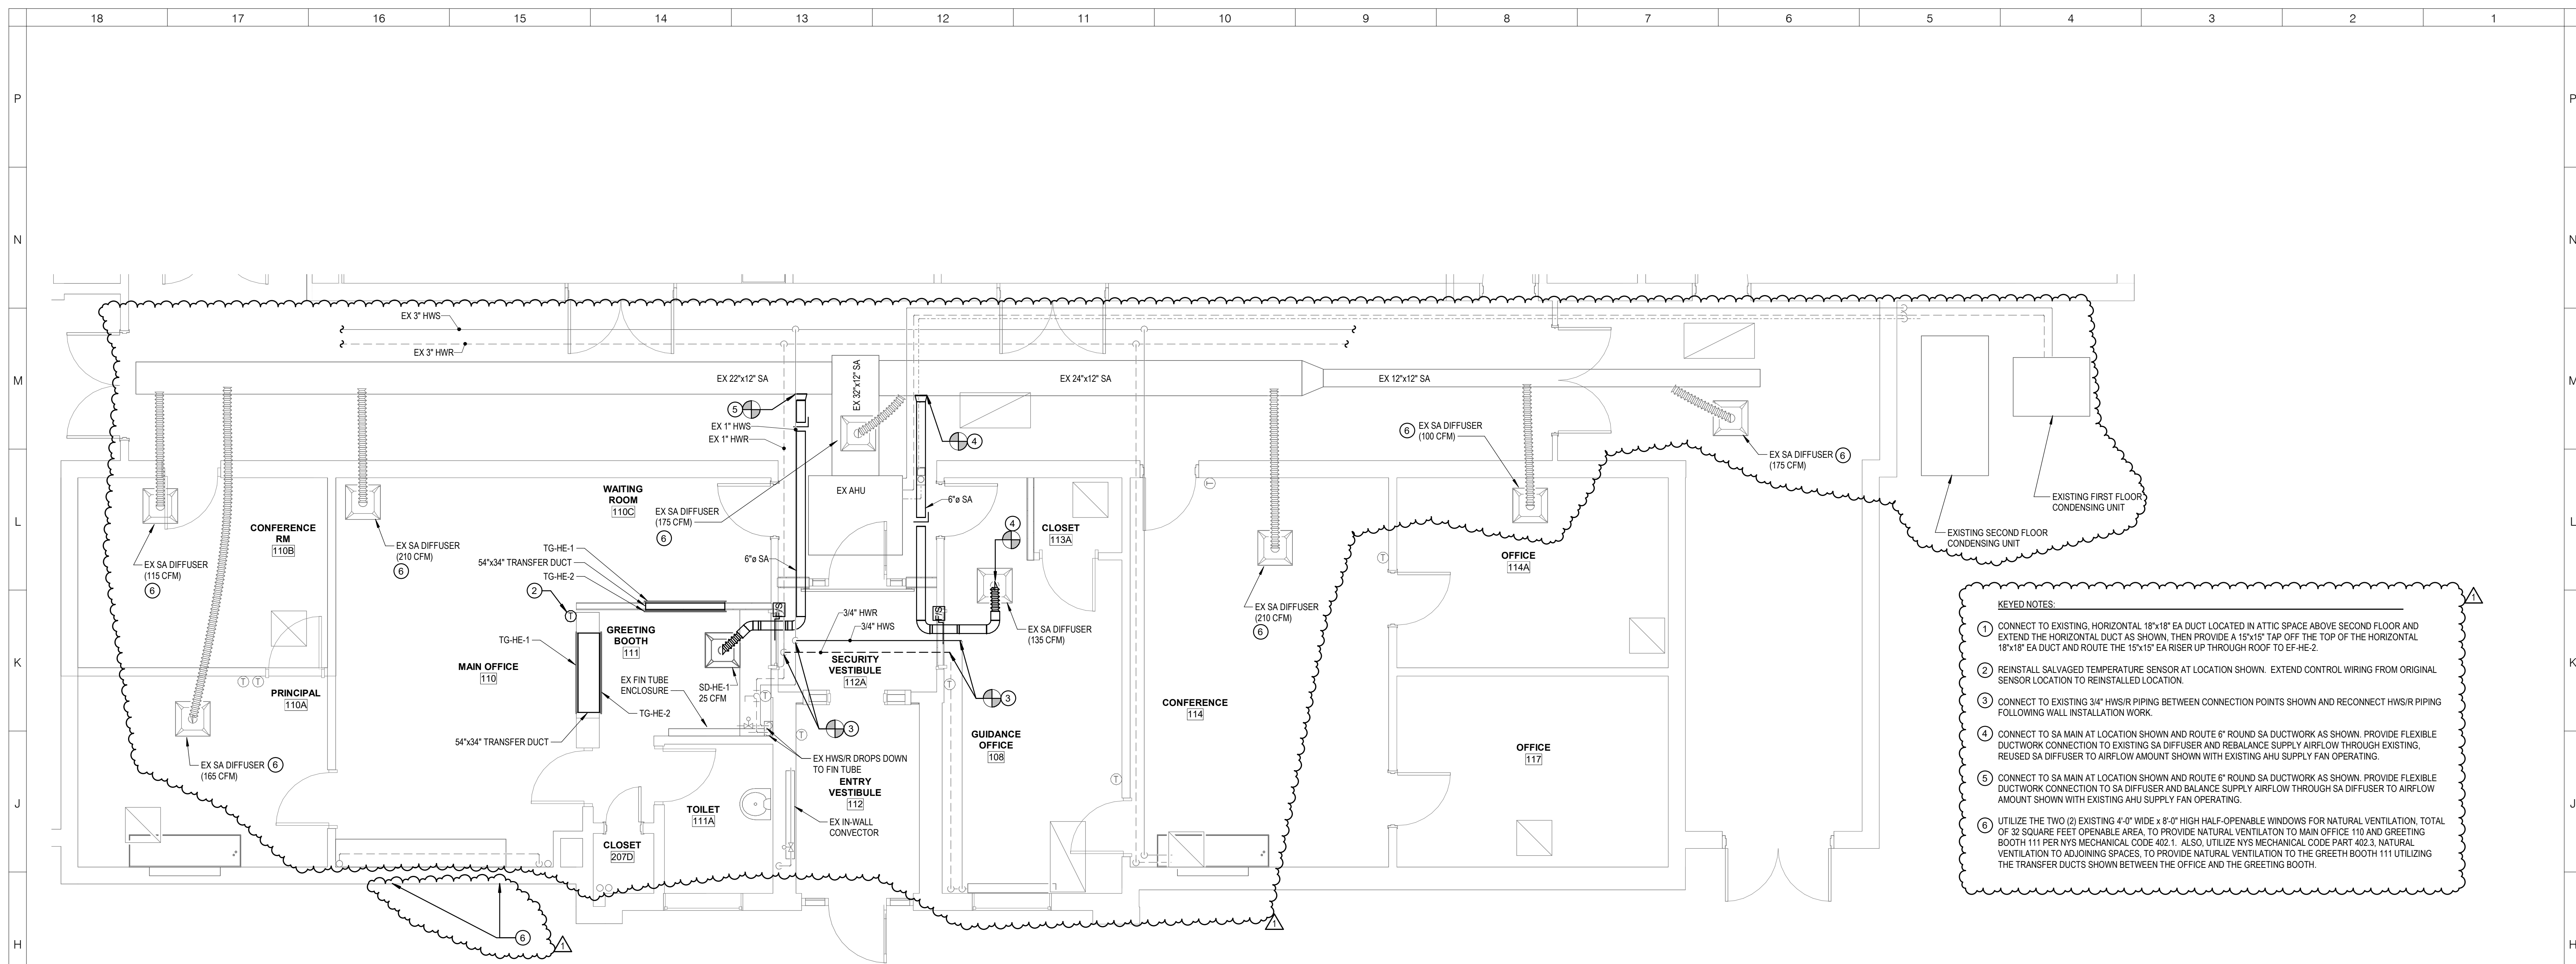 18 17 16 15 14 13 12 11 10 9 8 7 6 5 4 3 2 1
P
P
N
N
EX 3" HWS
EX 3" HWR
M
M
EX 22"x12" SA
EX 32"x12" SA
EX 24"x12" SA
EX 12"x12" SA
5
EX 1" HWS
EX 1" HWR
4
6 EX SA DIFFUSER
(100 CFM)
EX SA DIFFUSER 6
(175 CFM)
L
L
CONFERENCE
RM
110B
EX SA DIFFUSER
(115 CFM)
6
EX SA DIFFUSER
(210 CFM)
6
WAITING
ROOM
110C
EX SA DIFFUSER
(175 CFM)
6
EX AHU
6"ø SA
6"ø SA
4
CLOSET
113A
TG-HE-1
54"x34" TRANSFER DUCT
TG-HE-2
2
T
OFFICE
114A
T
T
EXISTING FIRST FLOOR
CONDENSING UNIT
EXISTING SECOND FLOOR
CONDENSING UNIT
K
K
F/S
F/S
3/4" HWR
3/4" HWS
EX SA DIFFUSER
(135 CFM)
EX SA DIFFUSER
(210 CFM)
6
GREETING
BOOTH
111
TG-HE-1
MAIN OFFICE
110
SECURITY
VESTIBULE
112A
EX FIN TUBE
ENCLOSURE
SD-HE-1
25 CFM
TG-HE-2
T T
PRINCIPAL
110A
T
T
3
3
CONFERENCE
114
54"x34" TRANSFER DUCT
GUIDANCE
OFFICE
108
T
EX SA DIFFUSER 6
(165 CFM)
EX HWS/R DROPS DOWN
TO FIN TUBE
T
OFFICE
117
J
J
ENTRY
VESTIBULE
112
TOILET
111A
EX IN-WALL
CONVECTOR
CLOSET
207D
H
H
6
1
1
1
KEYED NOTES:
1 CONNECT TO EXISTING, HORIZONTAL 18"x18" EA DUCT LOCATED IN ATTIC SPACE ABOVE SECOND FLOOR AND
EXTEND THE HORIZONTAL DUCT AS SHOWN, THEN PROVIDE A 15"x15" TAP OFF THE TOP OF THE HORIZONTAL
18"x18" EA DUCT AND ROUTE THE 15"x15" EA RISER UP THROUGH ROOF TO EF-HE-2.
2 REINSTALL SALVAGED TEMPERATURE SENSOR AT LOCATION SHOWN. EXTEND CONTROL WIRING FROM ORIGINAL
SENSOR LOCATION TO REINSTALLED LOCATION.
3 CONNECT TO EXISTING 3/4" HWS/R PIPING BETWEEN CONNECTION POINTS SHOWN AND RECONNECT HWS/R PIPING
FOLLOWING WALL INSTALLATION WORK.
4 CONNECT TO SA MAIN AT LOCATION SHOWN AND ROUTE 6" ROUND SA DUCTWORK AS SHOWN. PROVIDE FLEXIBLE
DUCTWORK CONNECTION TO EXISTING SA DIFFUSER AND REBALANCE SUPPLY AIRFLOW THROUGH EXISTING,
REUSED SA DIFFUSER TO AIRFLOW AMOUNT SHOWN WITH EXISTING AHU SUPPLY FAN OPERATING.
5 CONNECT TO SA MAIN AT LOCATION SHOWN AND ROUTE 6" ROUND SA DUCTWORK AS SHOWN. PROVIDE FLEXIBLE
DUCTWORK CONNECTION TO SA DIFFUSER AND BALANCE SUPPLY AIRFLOW THROUGH SA DIFFUSER TO AIRFLOW
AMOUNT SHOWN WITH EXISTING AHU SUPPLY FAN OPERATING.
6 UTILIZE THE TWO (2) EXISTING 4'-0" WIDE x 8'-0" HIGH HALF-OPENABLE WINDOWS FOR NATURAL VENTILATION, TOTAL
OF 32 SQUARE FEET OPENABLE AREA, TO PROVIDE NATURAL VENTILATON TO MAIN OFFICE 110 AND GREETING
BOOTH 111 PER NYS MECHANICAL CODE 402.1. ALSO, UTILIZE NYS MECHANICAL CODE PART 402.3, NATURAL
VENTILATION TO ADJOINING SPACES, TO PROVIDE NATURAL VENTILATION TO THE GREETH BOOTH 111 UTILIZING
THE TRANSFER DUCTS SHOWN BETWEEN THE OFFICE AND THE GREETING BOOTH.